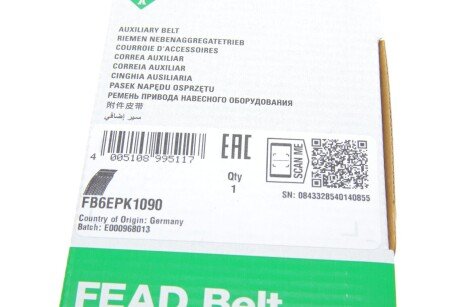 AUXILIARY BELT
RIEMEN NEBENAGGREGATETRIEB
COURROIE D'ACCESSOIRES
CORREA AUXILIAR
CORREIA AUXILIAR
CINGHIA AUSILIARIA
PASEK NAPĘDU OSPRZĘTU
РЕМЕНЬ ПРИВОДА НАВЕСНОГО ОБОРУДОВАНИЯ
附件皮带
سير إضافي
4 005108 995117
EAC
SCAN ME
Qty
1
SN: 0843328540140855
FB6EPK1090
Country of Origin: Germany
Batch: E000968013
FEAD Belt